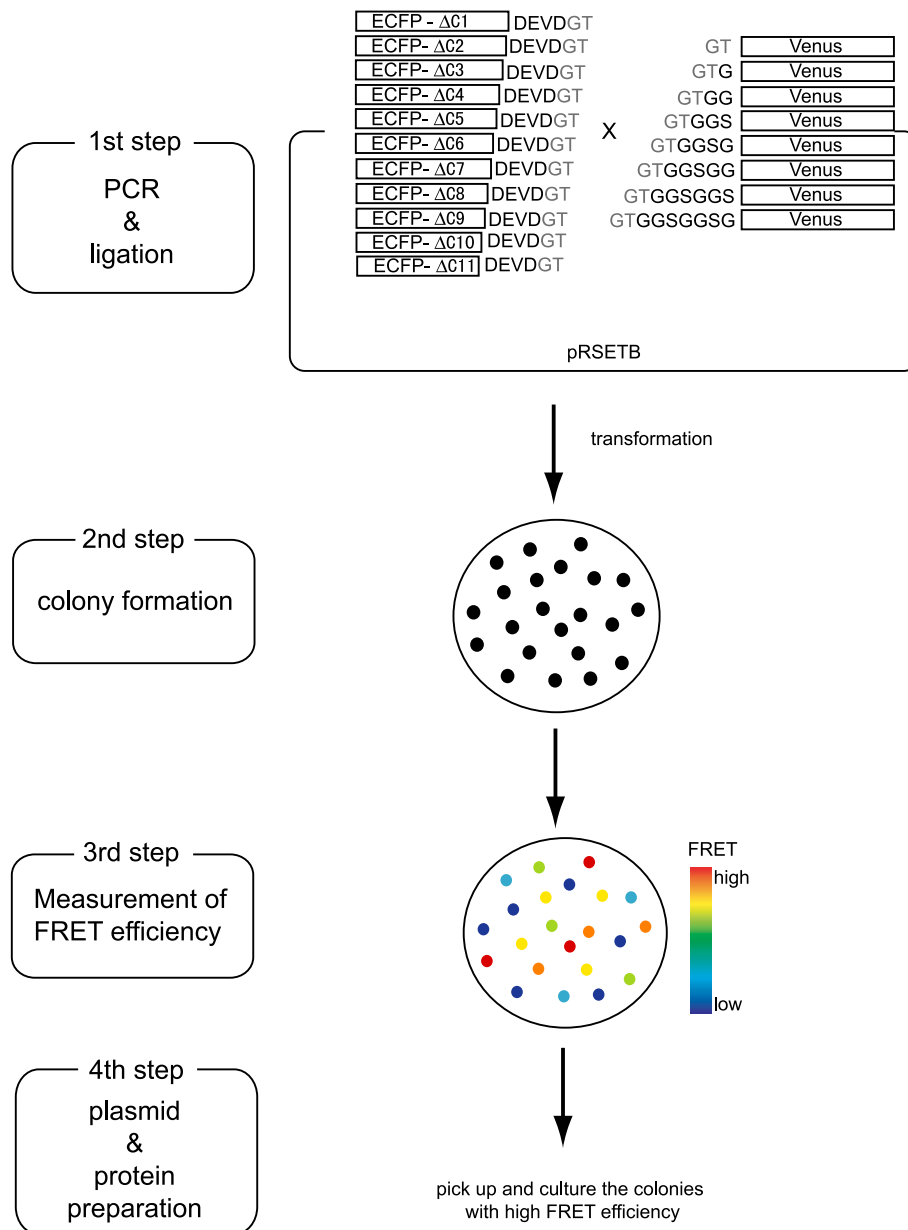 1st step
PCR
&
ligation
ECFP- ΔC1 DEVDGT
ECFP- ΔC2 DEVDGT
ECFP- ΔC3 DEVDGT
ECFP- ΔC4 DEVDGT
ECFP- ΔC5 DEVDGT
ECFP- ΔC6 DEVDGT
ECFP- ΔC7 DEVDGT
ECFP- ΔC8 DEVDGT
ECFP- ΔC9 DEVDGT
ECFP- ΔC10 DEVDGT
ECFP- ΔC11 DEVDGT
X
GT Venus
GTG Venus
GTGG Venus
GTGGS Venus
GTGGSG Venus
GTGGSGG Venus
GTGGSGGS Venus
GTGGSGGSG Venus
pRSETB
transformation
2nd step
colony formation
3rd step
Measurement of
FRET efficiency
FRET
high
low
4th step
plasmid
&
protein
preparation
pick up and culture the colonies
with high FRET efficiency